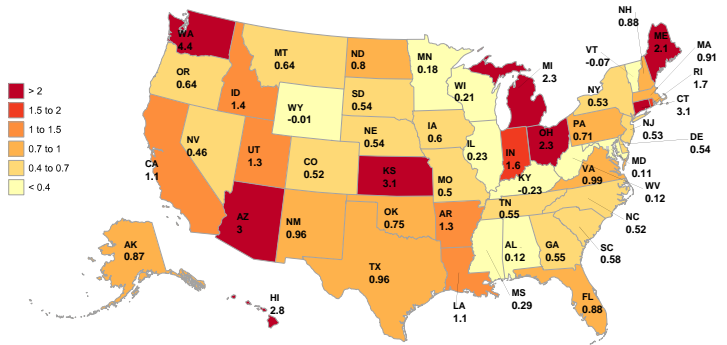 > 2
1.5 to 2
1 to 1.5
0.7 to 1
0.4 to 0.7
< 0.4
WA
4.4
OR
0.64
CA
1.1
ID
1.4
NV
0.46
UT
1.3
AZ
3
MT
0.64
WY
-0.01
CO
0.52
NM
0.96
ND
0.8
SD
0.54
NE
0.54
KS
3.1
OK
0.75
TX
0.96
MN
0.18
IA
0.6
MO
0.5
AR
1.3
LA
1.1
WI
0.21
IL
0.23
IN
1.6
MI
2.3
OH
2.3
KY
-0.23
TN
0.55
MS
0.29
AL
0.12
GA
0.55
FL
0.88
SC
0.58
NC
0.52
VA
0.99
WV
0.12
MD
0.11
DE
0.54
NJ
0.53
PA
0.71
NY
0.53
CT
3.1
RI
1.7
MA
0.91
VT
-0.07
NH
0.88
ME
2.1
AK
0.87
HI
2.8